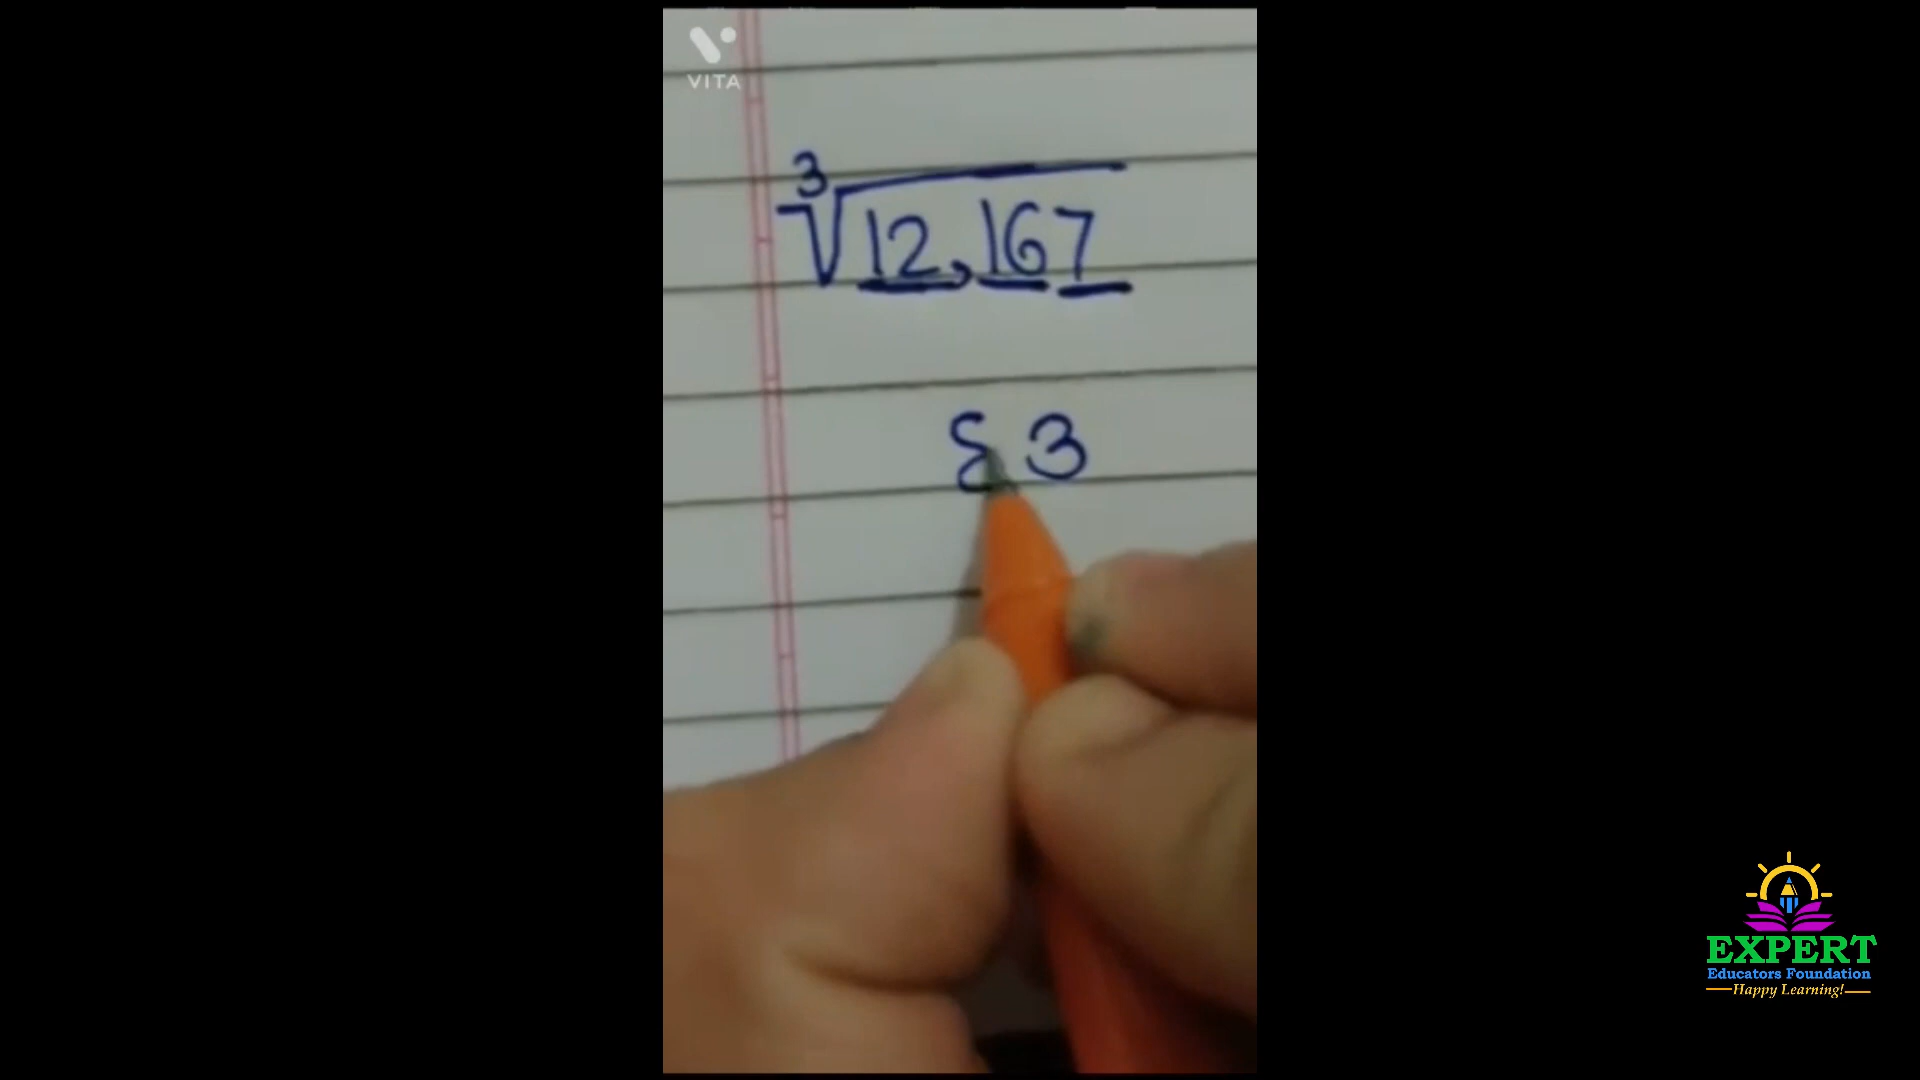 VITA
∛12,167
3
EXPERT
Educators Foundation
Happy Learning!